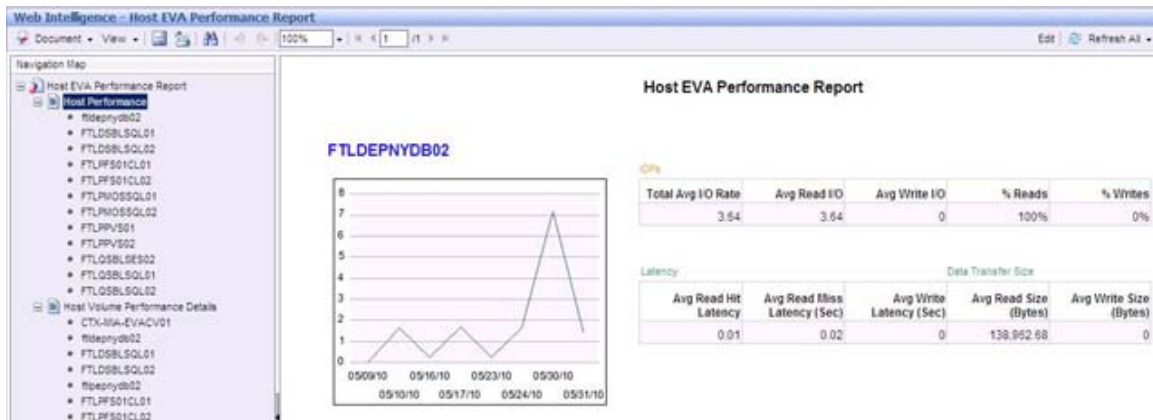 Web Intelligence - Host EVA Performance Report
Document View 100% 1 /1 Edit Refresh All
Navigation Map
Host EVA Performance Report
Host Performance
ftldepnydb02
FTLDSBLSQL01
FTLDSBLSQL02
FTLPFS01CL01
FTLPFS01CL02
FTLPMOSSQL01
FTLPMOSSQL02
FTLPPVS01
FTLPPVS02
FTLQSBLSES02
FTLQSBLSQL01
FTLQSBLSQL02
Host Volume Performance Details
CTX-MIA-EVACV01
ftldepnydb02
FTLDSBLSQL01
FTLDSBLSQL02
ftlpepnydb02
FTLPFS01CL01
FTLPFS01CL02
Host EVA Performance Report
FTLDEPNYDB02
8
7
6
5
4
3
2
1
0
05/09/10 05/16/10 05/23/10 05/30/10
05/10/10 05/17/10 05/24/10 05/31/10
IOPs
Total Avg I/O Rate Avg Read I/O Avg Write I/O % Reads % Writes
3.64 3.64 0 100% 0%
Latency Data Transfer Size
Avg Read Hit Latency Avg Read Miss Latency (Sec) Avg Write Latency (Sec) Avg Read Size (Bytes) Avg Write Size (Bytes)
0.01 0.02 0 138,962.68 0